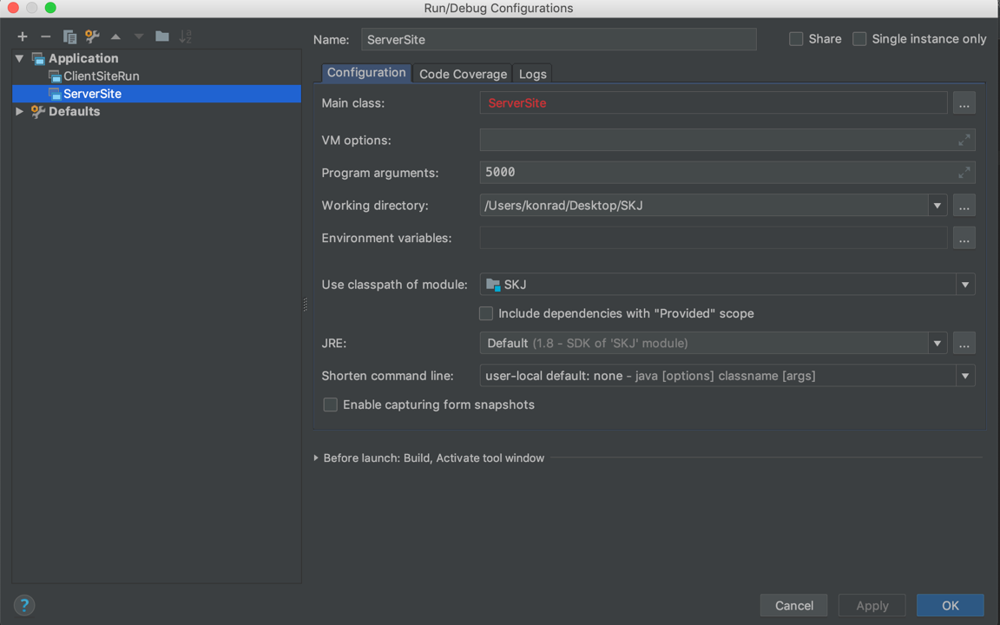 Run/Debug Configurations
Name: ServerSite Share Single instance only
Application
ClientSiteRun
ServerSite
Defaults
Configuration Code Coverage Logs
Main class: ServerSite ...
VM options:
Program arguments: 5000
Working directory: /Users/konrad/Desktop/SKJ ...
Environment variables: ...
Use classpath of module: SKJ
Include dependencies with "Provided" scope
JRE: Default (1.8 – SDK of 'SKJ' module) ...
Shorten command line: user-local default: none – java [options] classname [args]
Enable capturing form snapshots
Before launch: Build, Activate tool window
? Cancel Apply OK